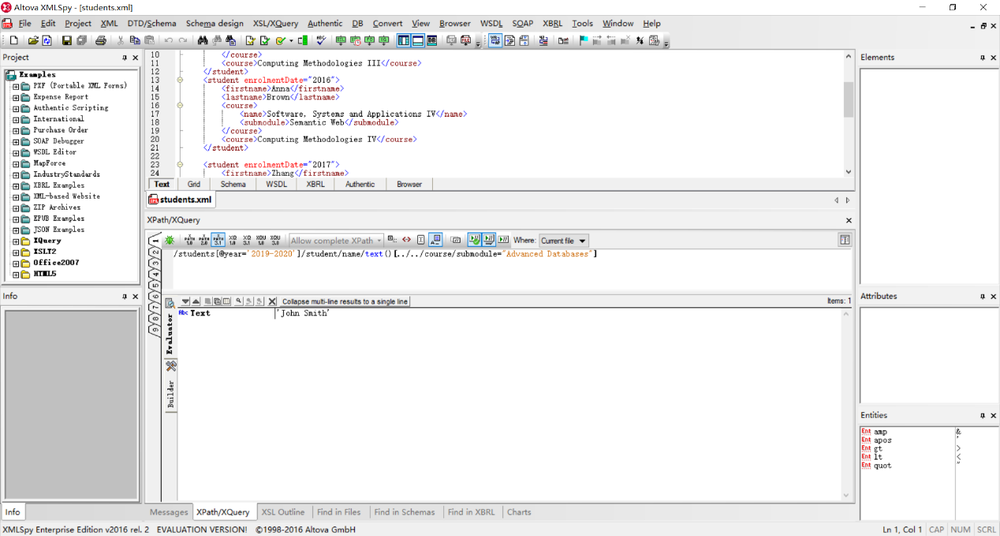 Altova XMLSpy - [students.xml]
File Edit Project XML DTD/Schema Schema design XSL/XQuery Authentic DB Convert View Browser WSDL SOAP XBRL Tools Window Help
Project
Examples
PXF (Portable XML Forms)
Expense Report
Authentic Scripting
International
Purchase Order
SOAP Debugger
WSDL Editor
MapForce
IndustryStandards
XBRL Examples
XML-based Website
ZIP Archives
EPUB Examples
JSON Examples
XQuery
XSLT2
Office2007
HTML5
Info
Info
10 </course>
11 <course>Computing Methodologies III</course>
12 </student>
13 <student enrolmentDate="2016">
14 <firstname>Anna</firstname>
15 <lastname>Brown</lastname>
16 <course>
17 <name>Software, Systems and Applications IV</name>
18 <submodule>Semantic Web</submodule>
19 </course>
20 <course>Computing Methodologies IV</course>
21 </student>
22
23 <student enrolmentDate="2017">
24 <firstname>Zhang</firstname>
Text Grid Schema WSDL XBRL Authentic Browser
students.xml
XPath/XQuery
Allow complete XPath Where: Current file
/students[@year='2019-2020']/student/name/text()[../../course/submodule="Advanced Databases"]
1
2
3
4
5
6
7
8
9
Collapse multi-line results to a single line Items: 1
Abc Text 'John Smith'
Evaluator
Builder
Messages XPath/XQuery XSL Outline Find in Files Find in Schemas Find in XBRL Charts
Elements
Attributes
Entities
Ent amp &
Ent apos '
Ent gt >
Ent lt <
Ent quot "
XMLSpy Enterprise Edition v2016 rel. 2 EVALUATION VERSION! ©1998-2016 Altova GmbH Ln 1, Col 1 CAP NUM SCRL